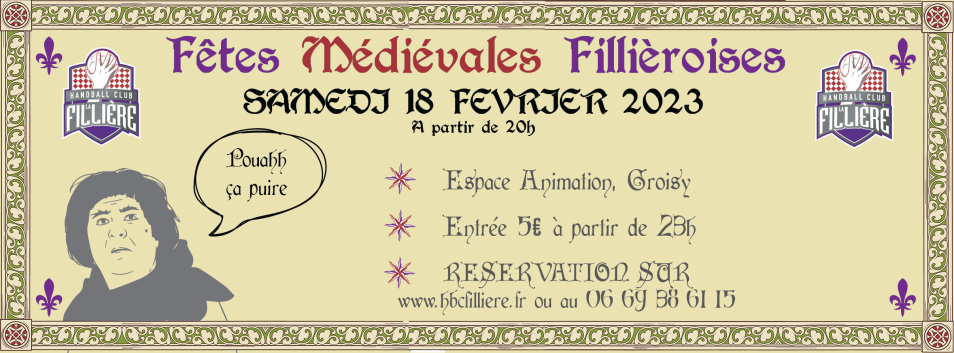 Fêtes Médiévales Fillièroises
SAMEDI 18 FEVRIER 2023
A partir de 20h
HANDBALL CLUB
LA
FILLIÈRE
HANDBALL CLUB
LA
FILLIÈRE
Pouahh
ça puire
Espace Animation, Groisy
Entrée 5€ à partir de 23h
RESERVATION SUR
www.hbcfilliere.fr ou au 06 69 38 61 15